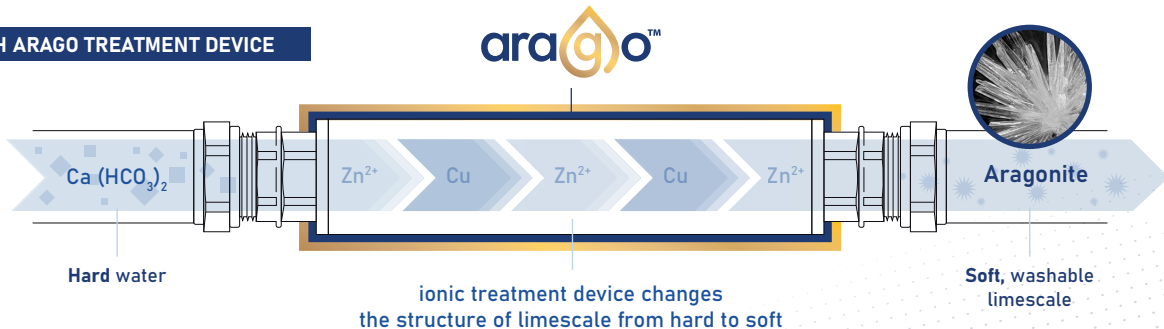 ARAGO TREATMENT DEVICE
arago™
Ca (HCO₃)₂
Zn²⁺
Cu
Zn²⁺
Cu
Zn²⁺
Aragonite
Hard water
Soft, washable
limescale
ionic treatment device changes
the structure of limescale from hard to soft